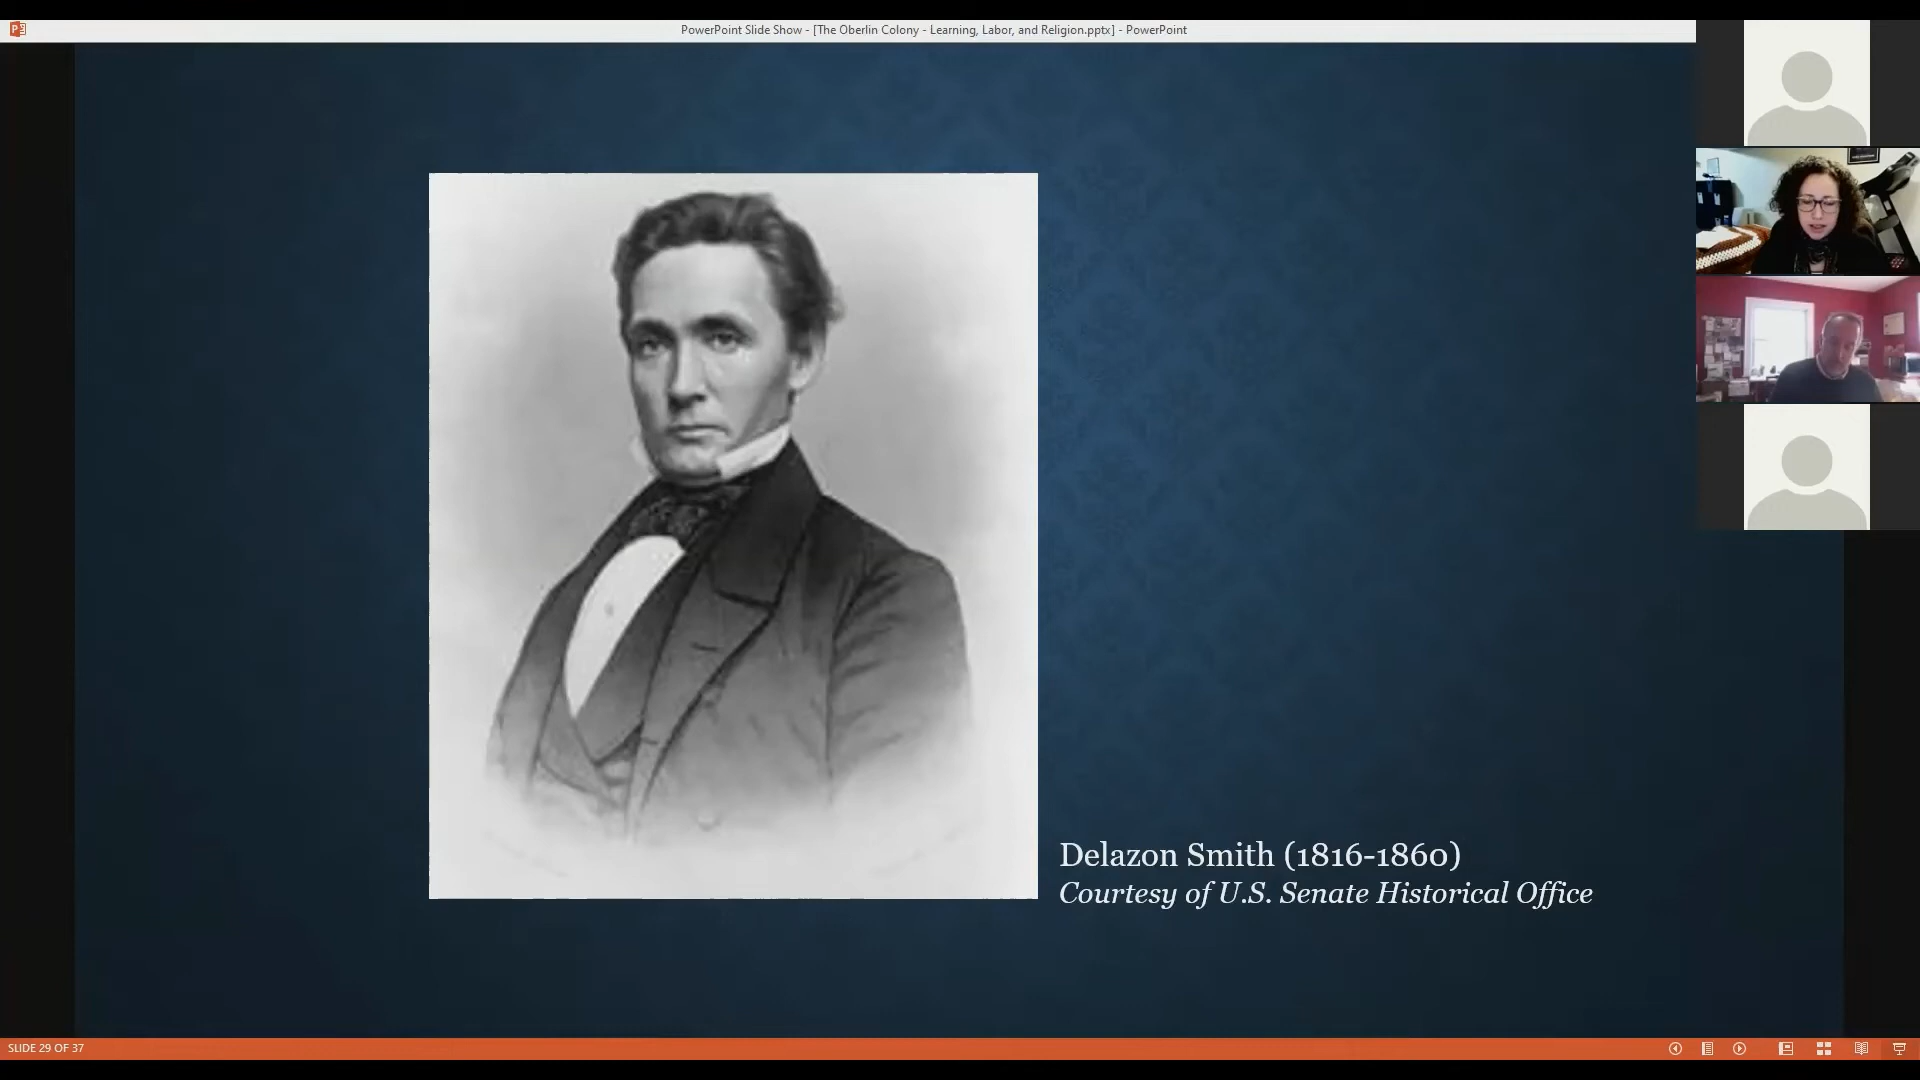 PowerPoint Slide Show - [The Oberlin Colony - Learning, Labor, and Religion.pptx] - PowerPoint
Delazon Smith (1816-1860)
Courtesy of U.S. Senate Historical Office
SLIDE 29 OF 37